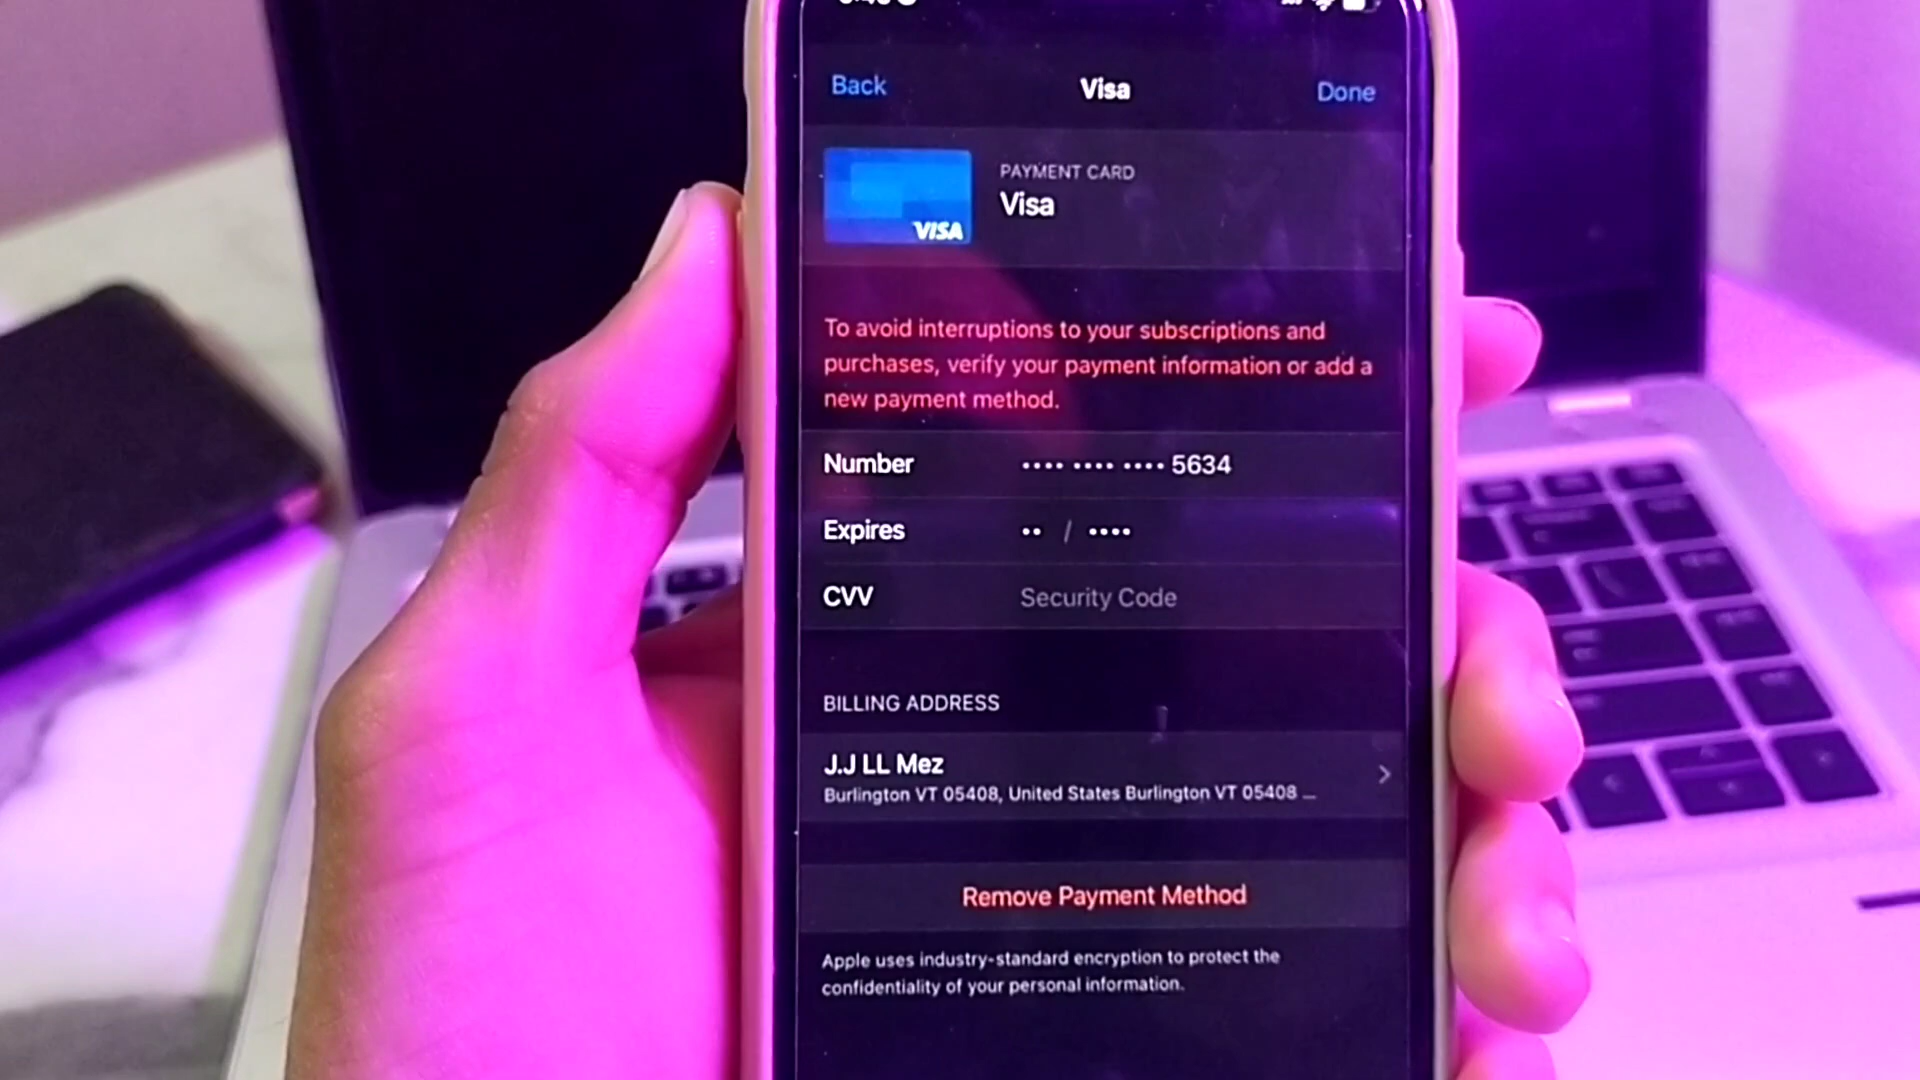 Back Visa Done
PAYMENT CARD
Visa
VISA
To avoid interruptions to your subscriptions and
purchases, verify your payment information or add a
new payment method.
Number •••• •••• •••• 5634
Expires •• / ••••
CVV Security Code
BILLING ADDRESS
J.J LL Mez
Burlington VT 05408, United States Burlington VT 05408 ...
Remove Payment Method
Apple uses industry-standard encryption to protect the
confidentiality of your personal information.